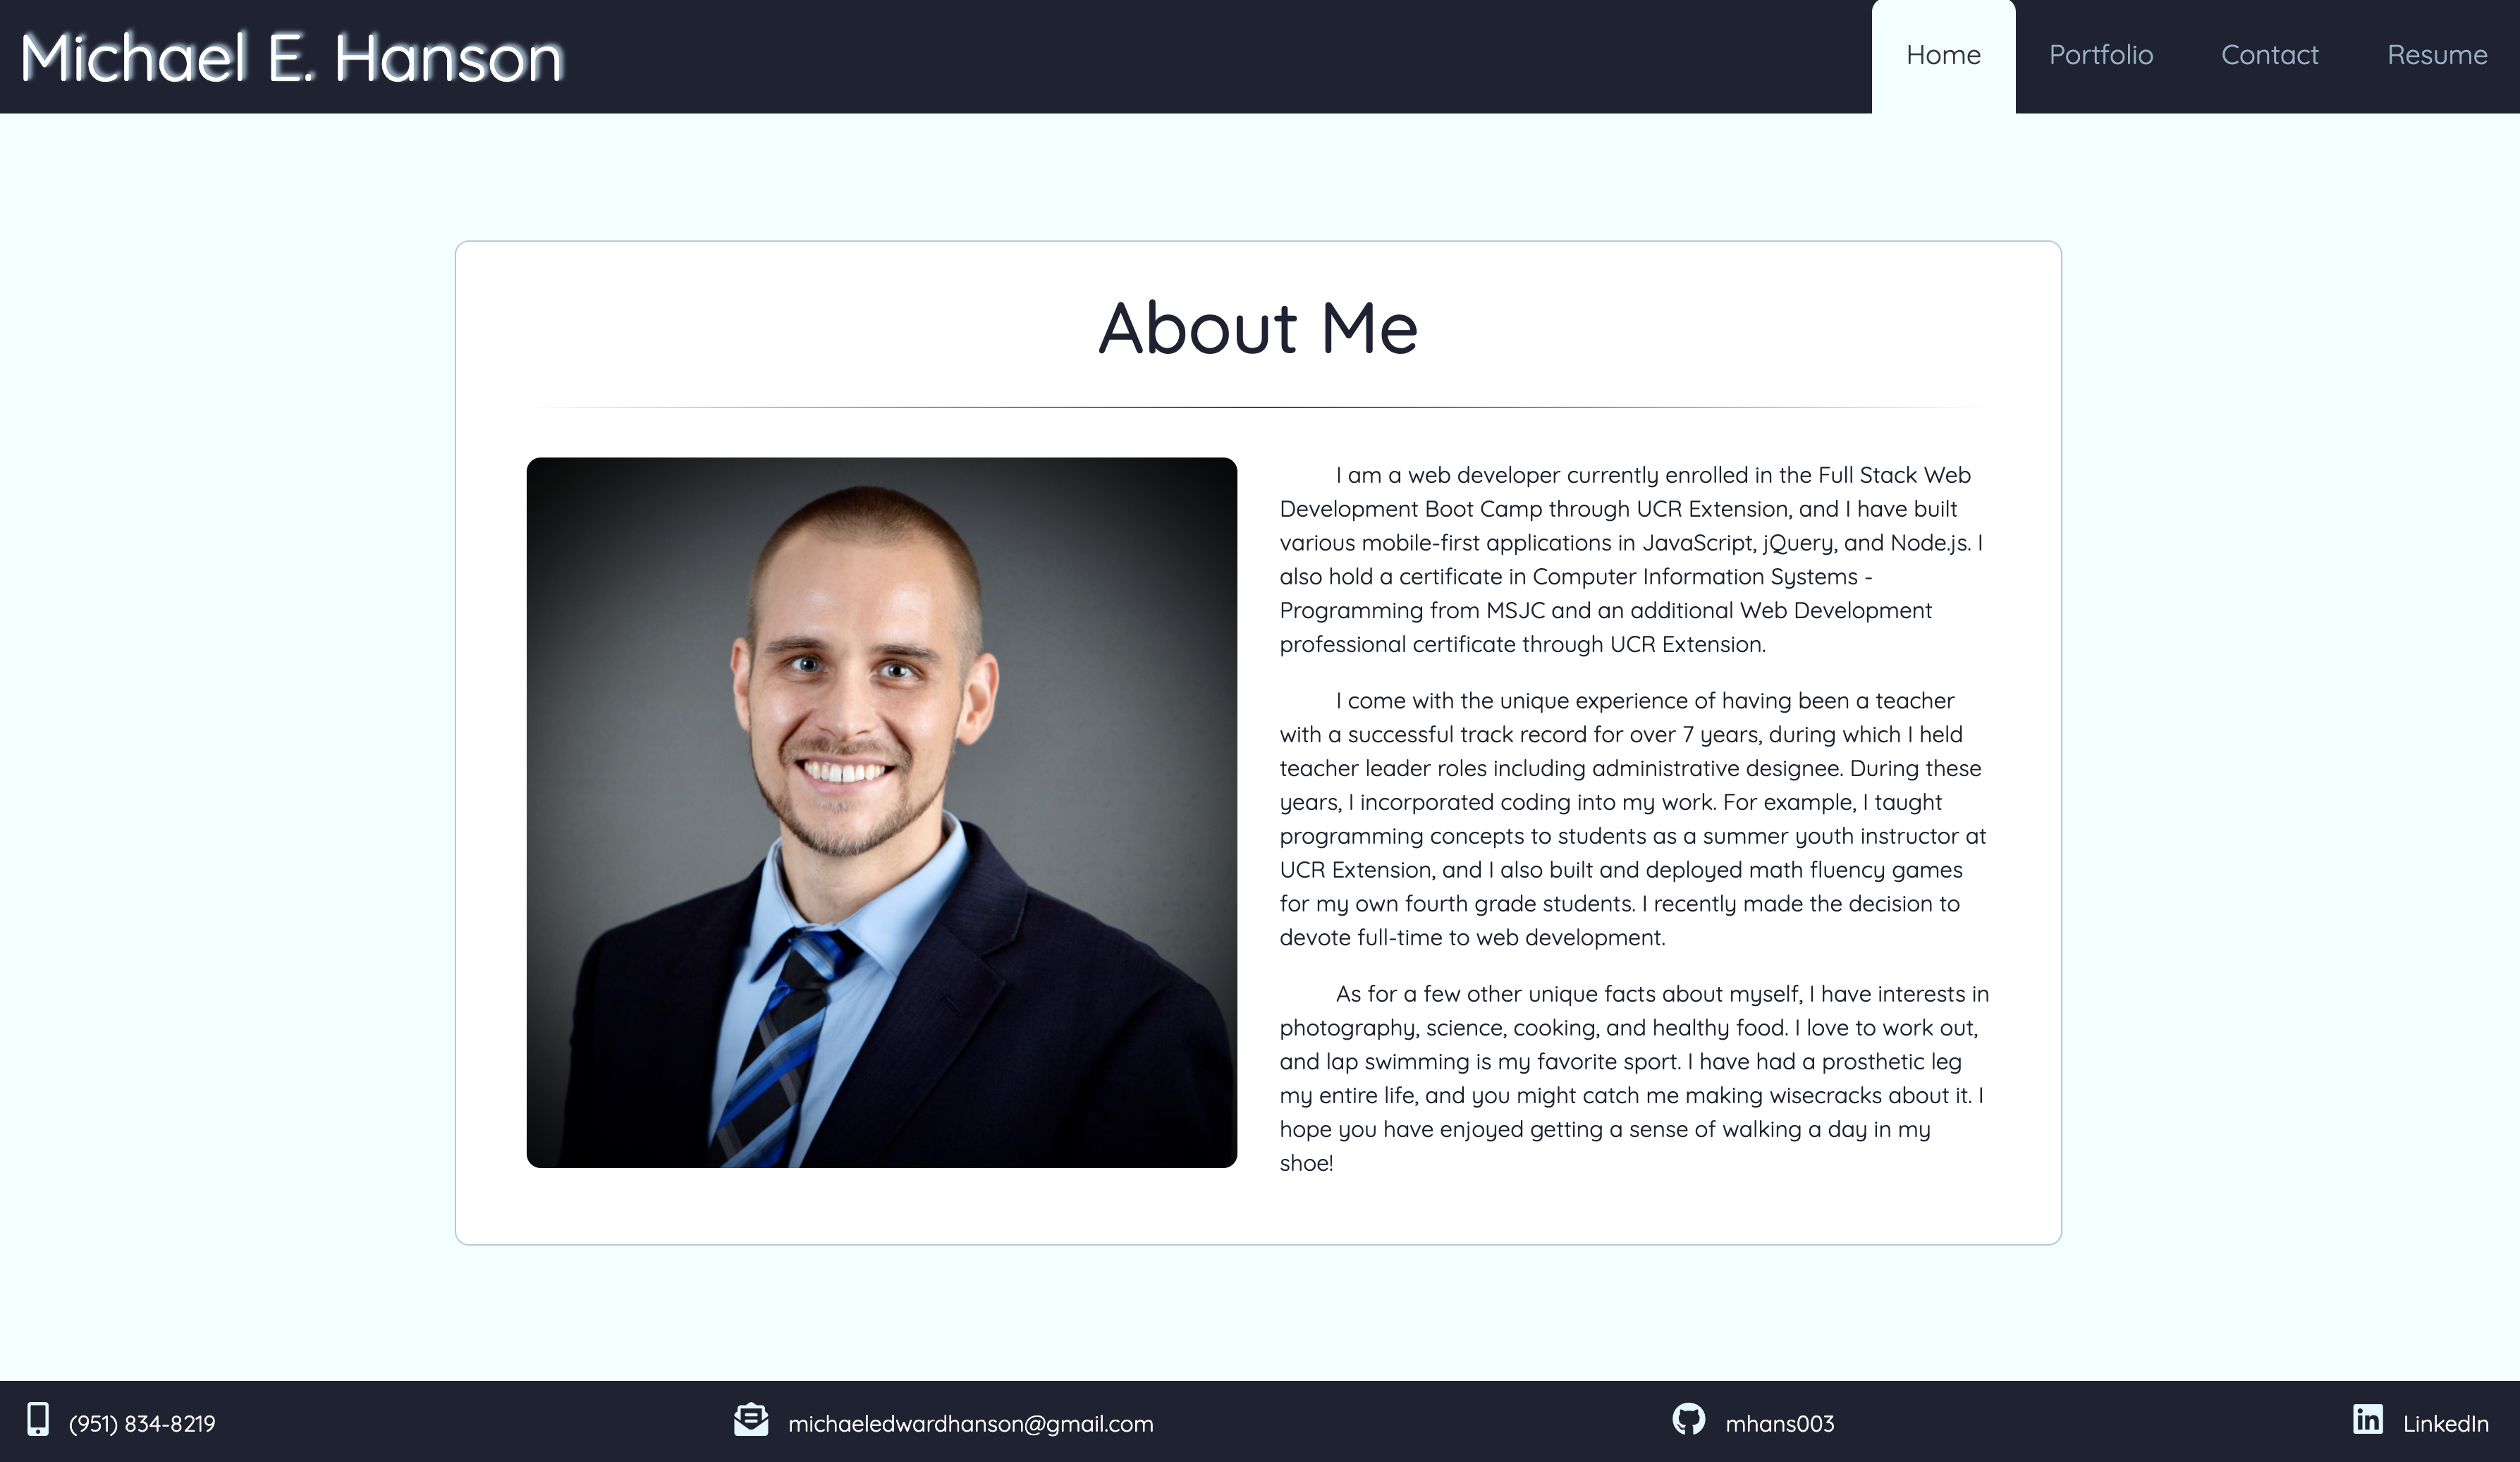 Michael E. Hanson
Home
Portfolio
Contact
Resume
About Me
I am a web developer currently enrolled in the Full Stack Web
Development Boot Camp through UCR Extension, and I have built
various mobile-first applications in JavaScript, jQuery, and Node.js. I
also hold a certificate in Computer Information Systems -
Programming from MSJC and an additional Web Development
professional certificate through UCR Extension.
I come with the unique experience of having been a teacher
with a successful track record for over 7 years, during which I held
teacher leader roles including administrative designee. During these
years, I incorporated coding into my work. For example, I taught
programming concepts to students as a summer youth instructor at
UCR Extension, and I also built and deployed math fluency games
for my own fourth grade students. I recently made the decision to
devote full-time to web development.
As for a few other unique facts about myself, I have interests in
photography, science, cooking, and healthy food. I love to work out,
and lap swimming is my favorite sport. I have had a prosthetic leg
my entire life, and you might catch me making wisecracks about it. I
hope you have enjoyed getting a sense of walking a day in my
shoe!
(951) 834-8219
michaeledwardhanson@gmail.com
mhans003
in LinkedIn